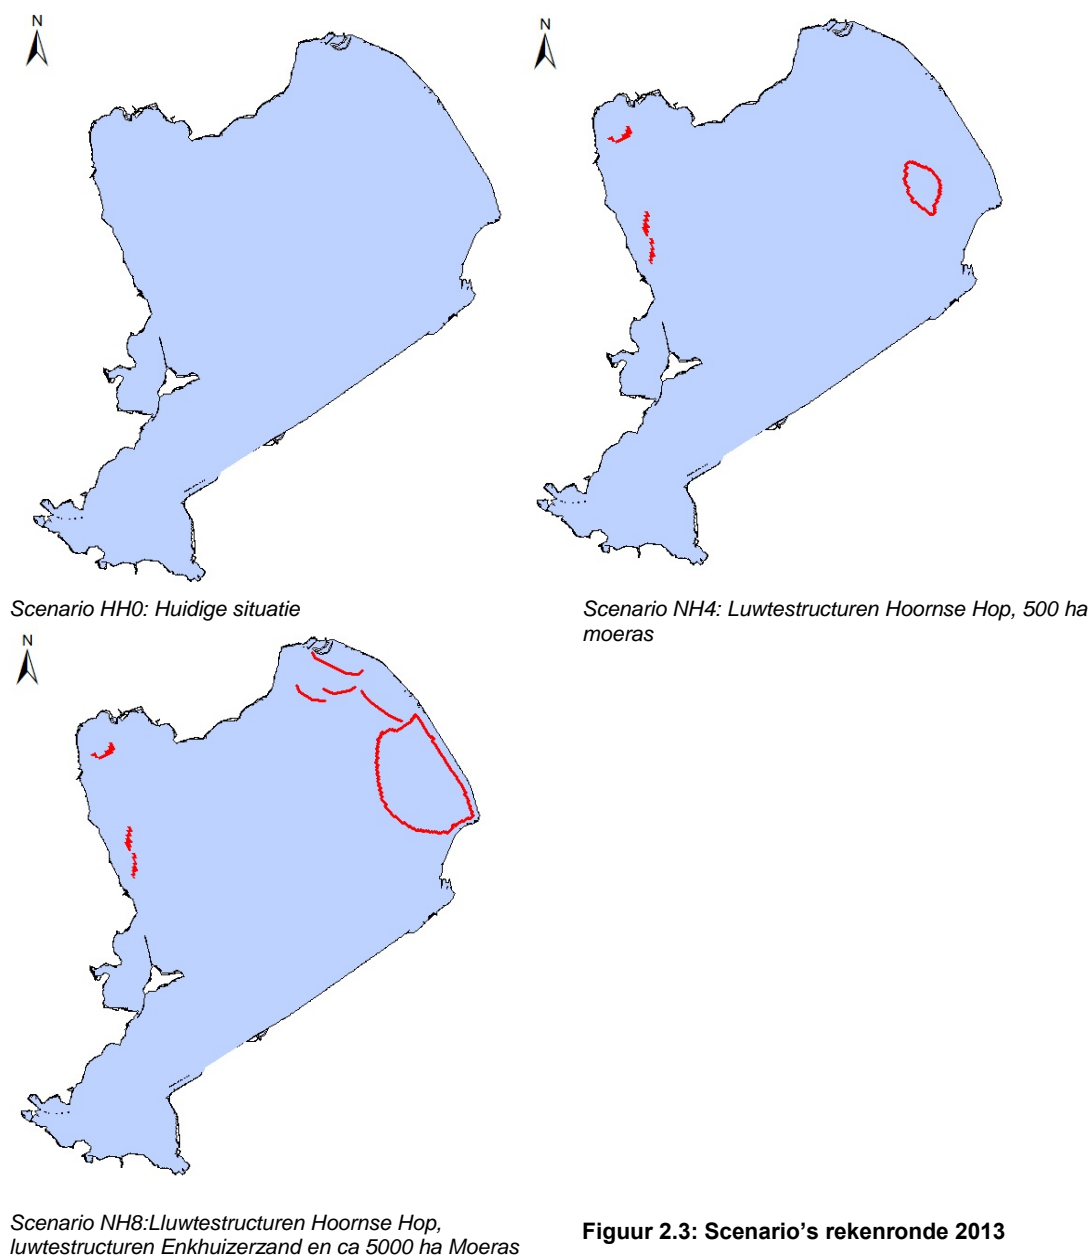 N
N
Scenario HH0: Huidige situatie
Scenario NH4: Luwtestructuren Hoornse Hop, 500 ha
moeras
N
Scenario NH8:Lluwtestructuren Hoornse Hop,
luwtestructuren Enkhuizerzand en ca 5000 ha Moeras
Figuur 2.3: Scenario's rekenronde 2013